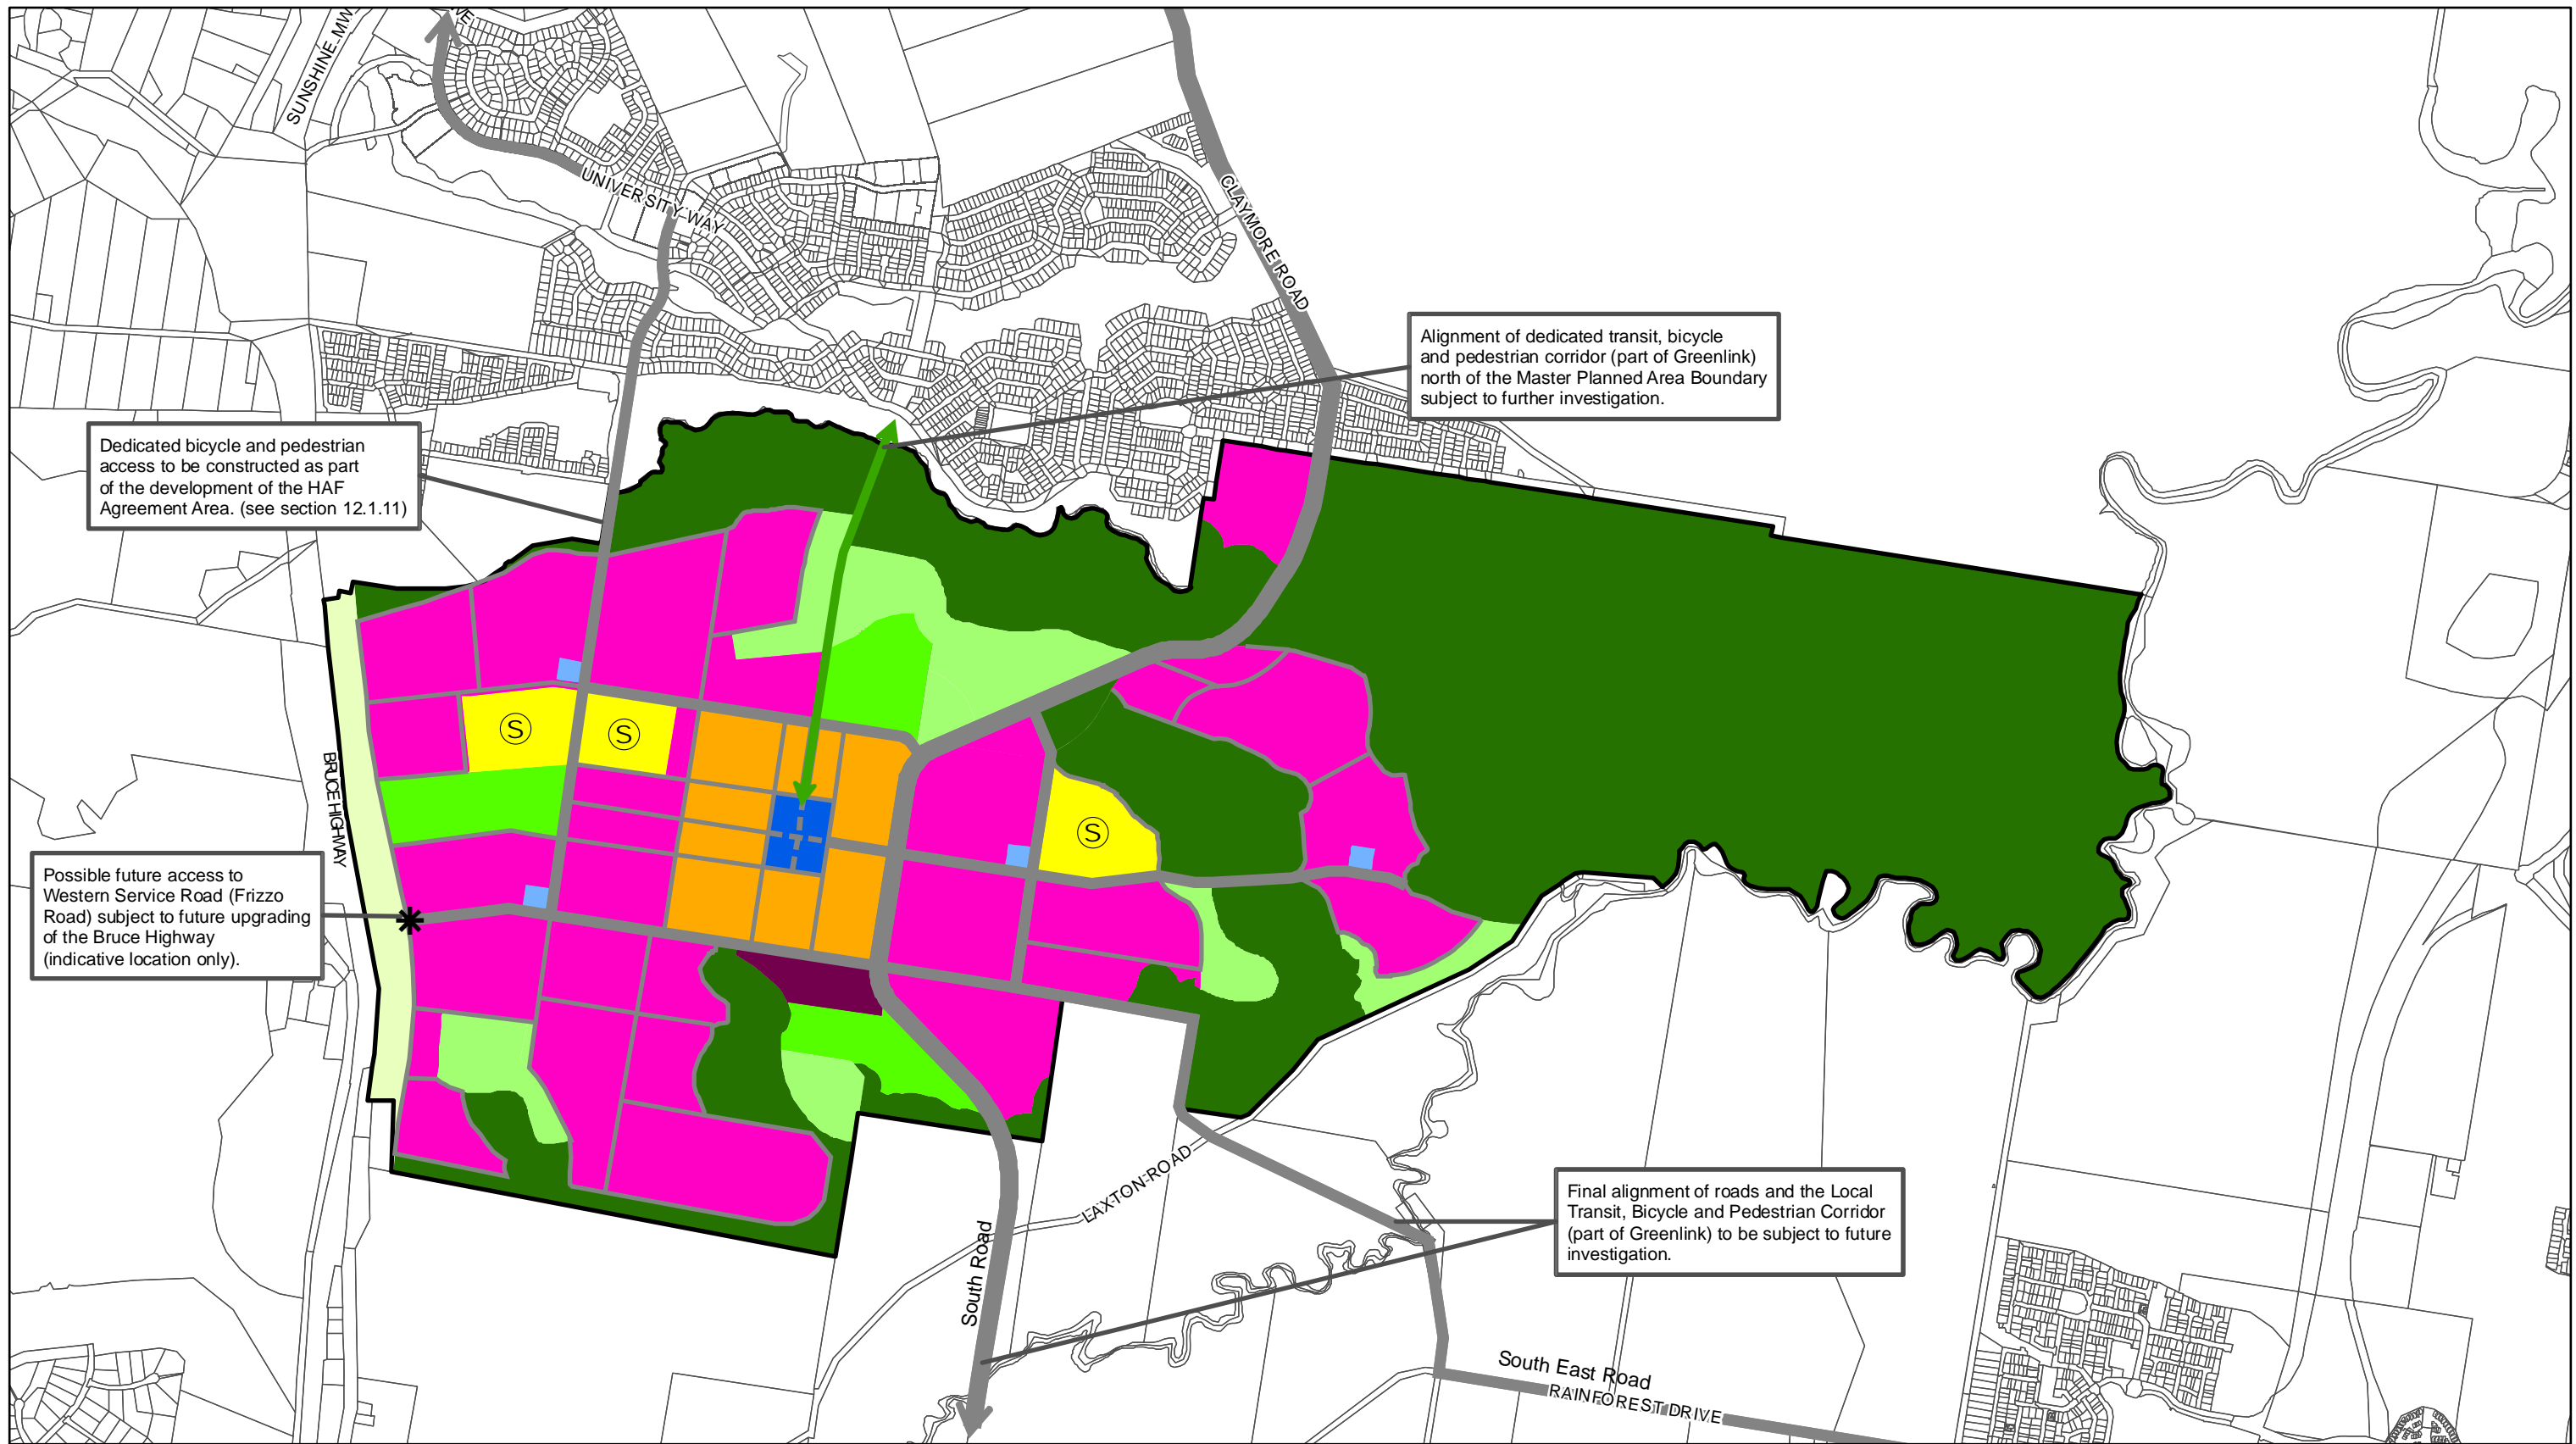 VE
SUNSHINE MW
UNIVERSITY WAY
CLAYMORE ROAD
Alignment of dedicated transit, bicycle
and pedestrian corridor (part of Greenlink)
north of the Master Planned Area Boundary
subject to further investigation.
Dedicated bicycle and pedestrian
access to be constructed as part
of the development of the HAF
Agreement Area. (see section 12.1.11)
S
S
S
BRUCE HIGHWAY
Possible future access to
Western Service Road (Frizzo
Road) subject to future upgrading
of the Bruce Highway
(indicative location only).
LAXTON ROAD
Final alignment of roads and the Local
Transit, Bicycle and Pedestrian Corridor
(part of Greenlink) to be subject to future
investigation.
South Road
South East Road
RAINFOREST DRIVE